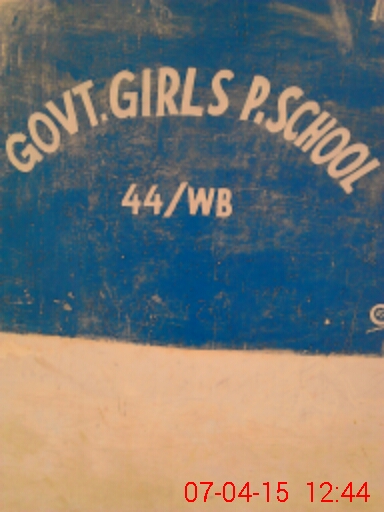 GOVT. GIRLS P. SCHOOL
44/WB
07-04-15 12:44